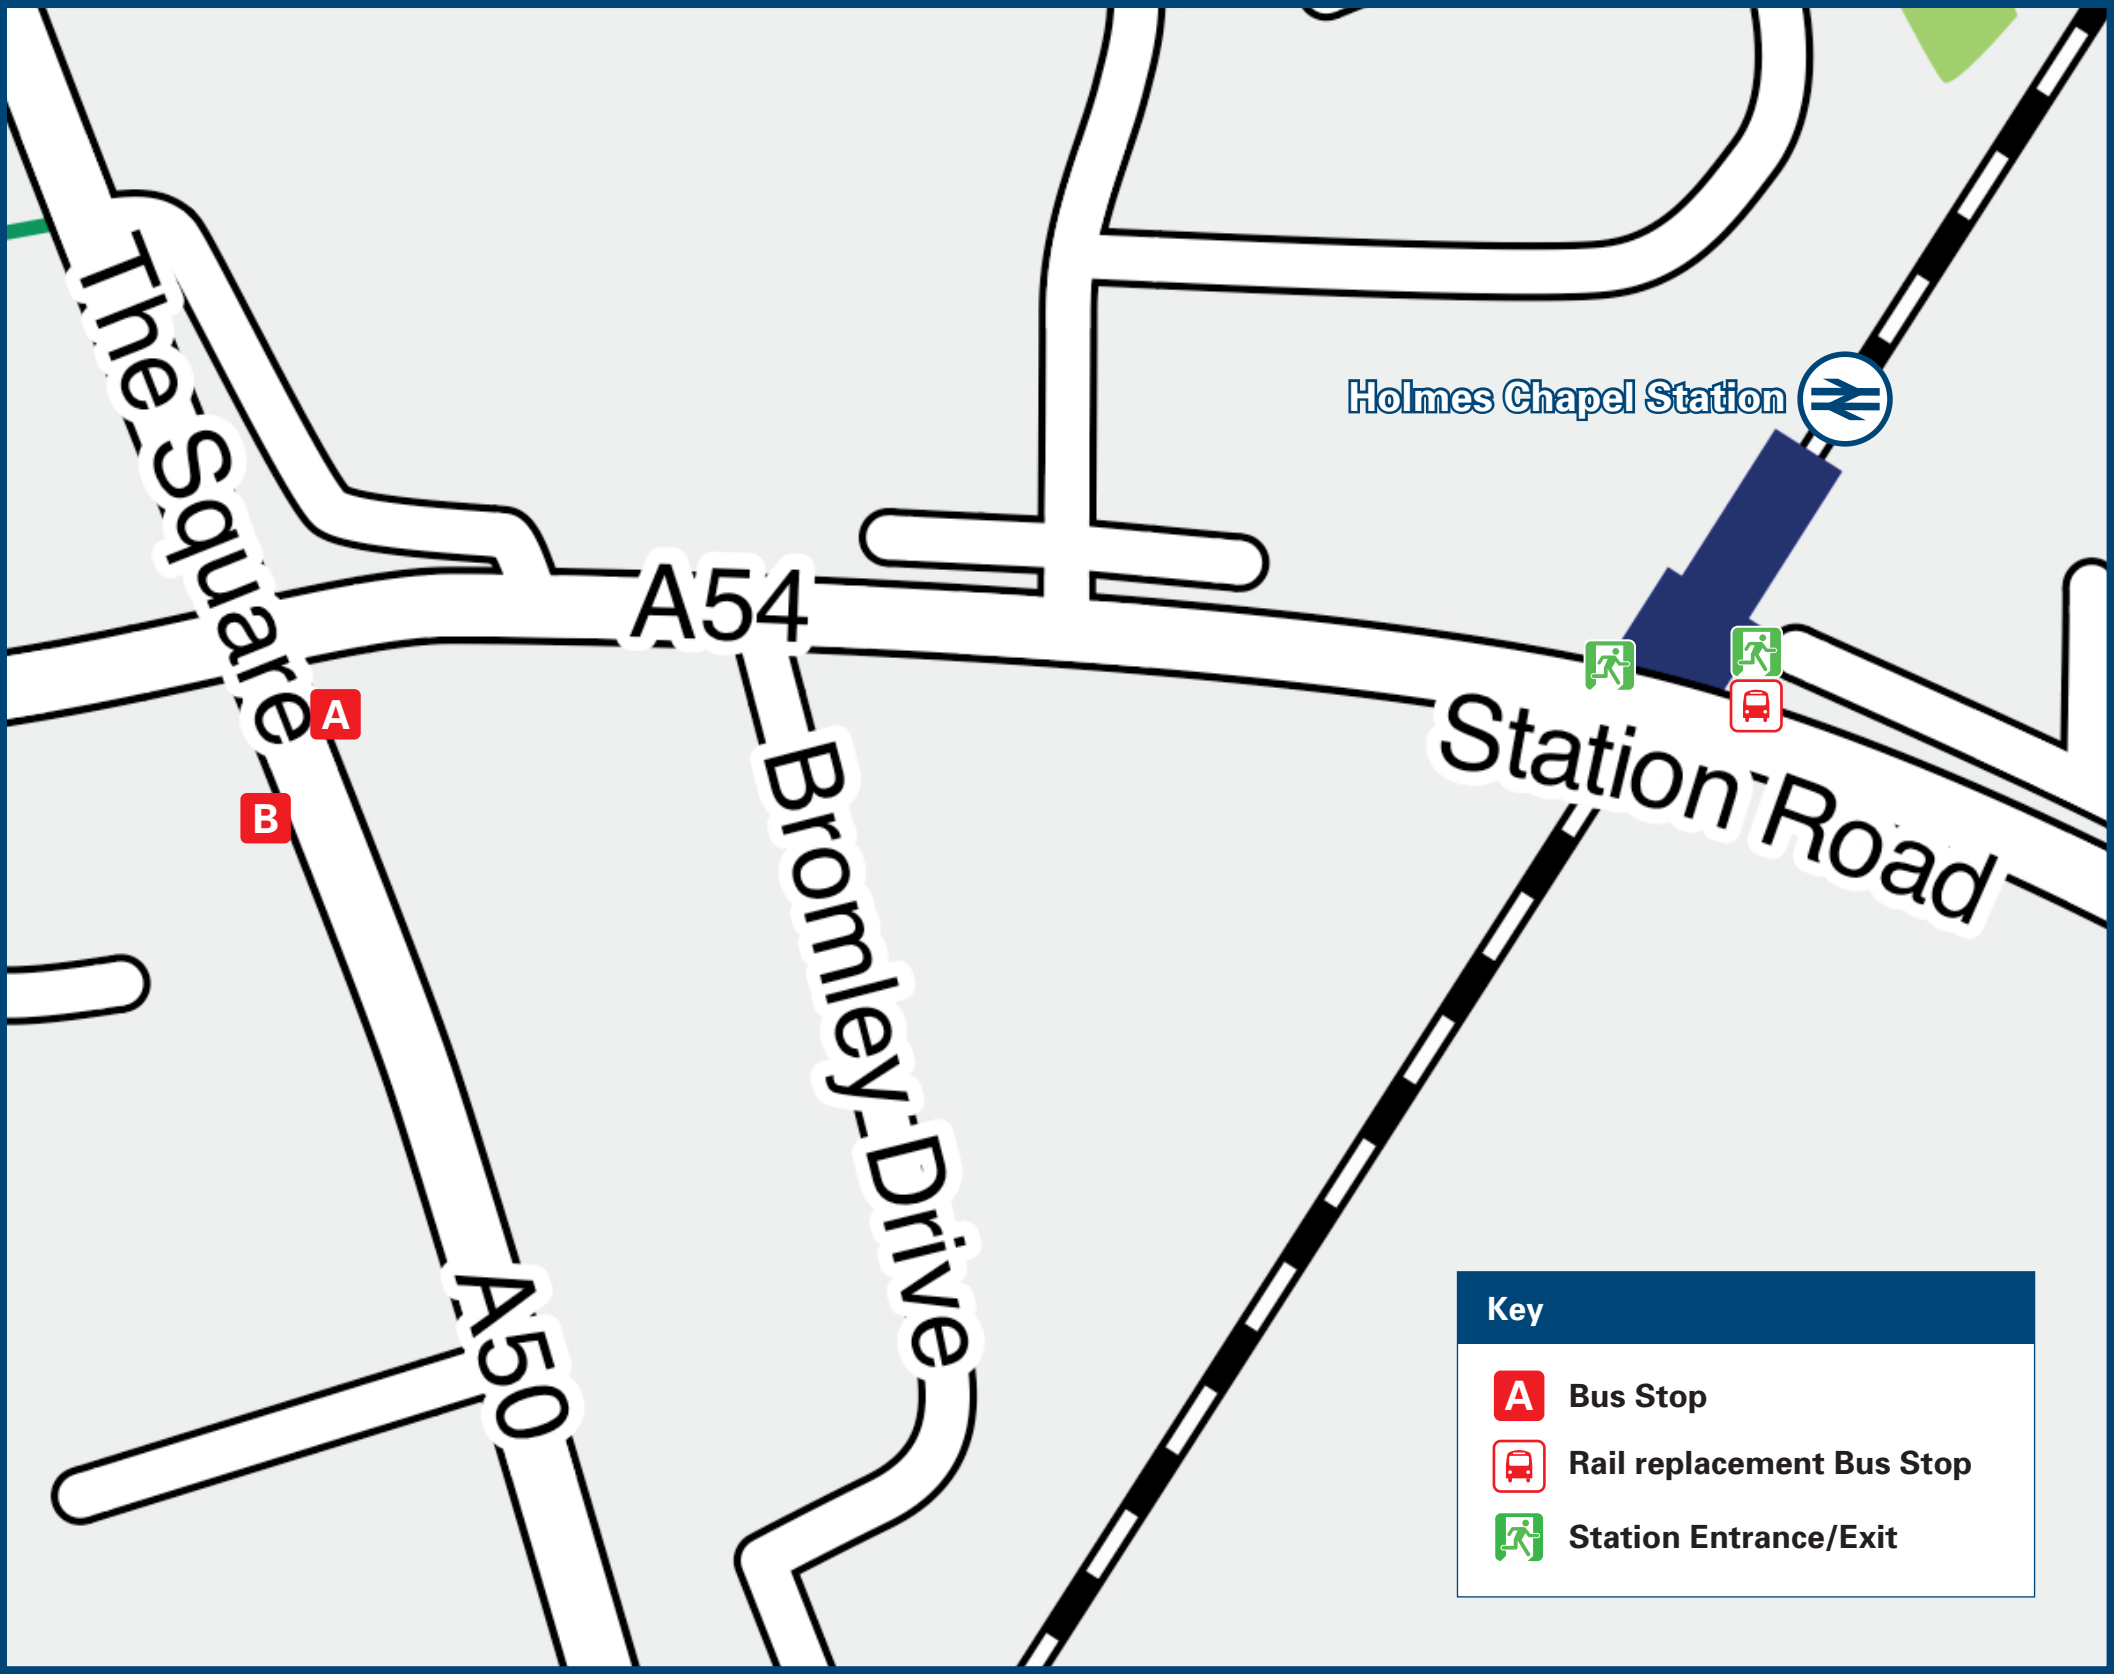 The Square
Holmes Chapel Station
A54
A
B
Station Road
Bromley Drive
A50
Key
A Bus Stop
Rail replacement Bus Stop
Station Entrance/Exit